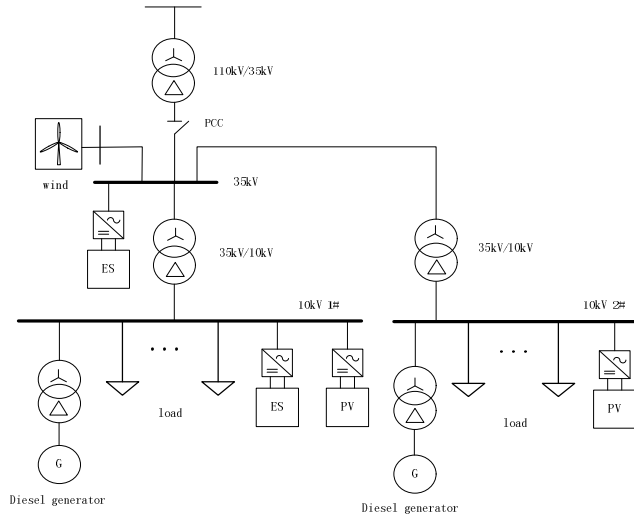 110kV/35kV
PCC
wind
35kV
ES
35kV/10kV
35kV/10kV
10kV 1#
10kV 2#
...
...
load
ES
PV
load
PV
G
G
Diesel generator
Diesel generator